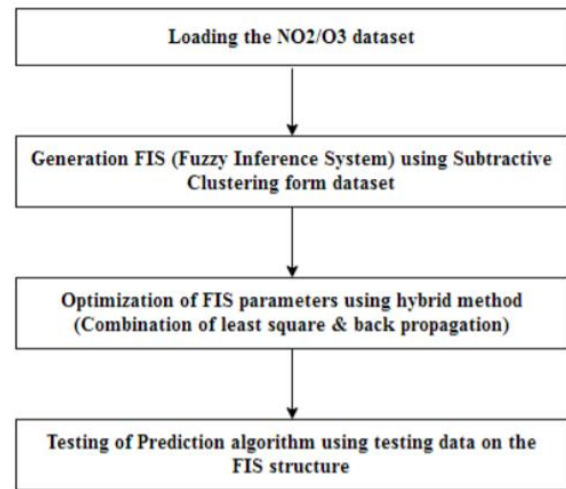 Loading the NO2/O3 dataset
Generation FIS (Fuzzy Inference System) using Subtractive
Clustering form dataset
Optimization of FIS parameters using hybrid method
(Combination of least square & back propagation)
Testing of Prediction algorithm using testing data on the
FIS structure